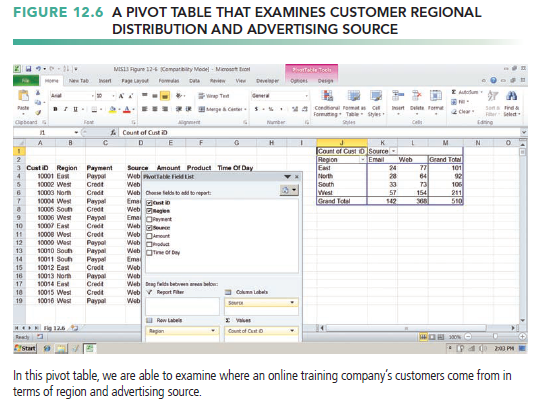 FIGURE 12.6 A PIVOT TABLE THAT EXAMINES CUSTOMER REGIONAL
DISTRIBUTION AND ADVERTISING SOURCE
MIS13 Figure 12-6 [Compatibility Mode] - Microsoft Excel
PivotTable Tools
File Home New Tab Insert Page Layout Formulas Data Review View Developer Options Design
Arial 10 Wrap Text General
Paste Merge & Center Conditional Formatting Format as Table Cell Styles Insert Delete Format
AutoSum Fill Clear Sort & Filter Find & Select
Clipboard Font Alignment Number Styles Cells Editing
J1 fx Count of Cust ID
A B C D E F G H I J K L M N O
1 Count of Cust ID Source
2 Region Email Web Grand Total
3 Cust ID Region Payment Source Amount Product Time Of Day East 24 77 101
4 10001 East Paypal Web North 28 64 92
5 10002 West Credit Web South 33 73 106
6 10003 North Credit Web West 57 154 211
7 10004 West Paypal Email Grand Total 142 368 510
8 10005 South Credit Web
9 10006 West Paypal Email
10 10007 East Credit Web
11 10008 West Credit Web
12 10009 West Paypal Web
13 10010 South Paypal Web
14 10011 South Paypal Email
15 10012 East Credit Web
16 10013 North Paypal Web
17 10014 East Credit Web
18 10015 West Credit Web
19 10016 West Paypal Web
PivotTable Field List
Choose fields to add to report:
Cust ID
Region
Payment
Source
Amount
Product
Time Of Day
Drag fields between areas below:
Report Filter Column Labels
Source
Row Labels Σ Values
Region Count of Cust ID
Fig 12.6
Ready 100%
Start 2:03 PM
In this pivot table, we are able to examine where an online training company's customers come from in
terms of region and advertising source.